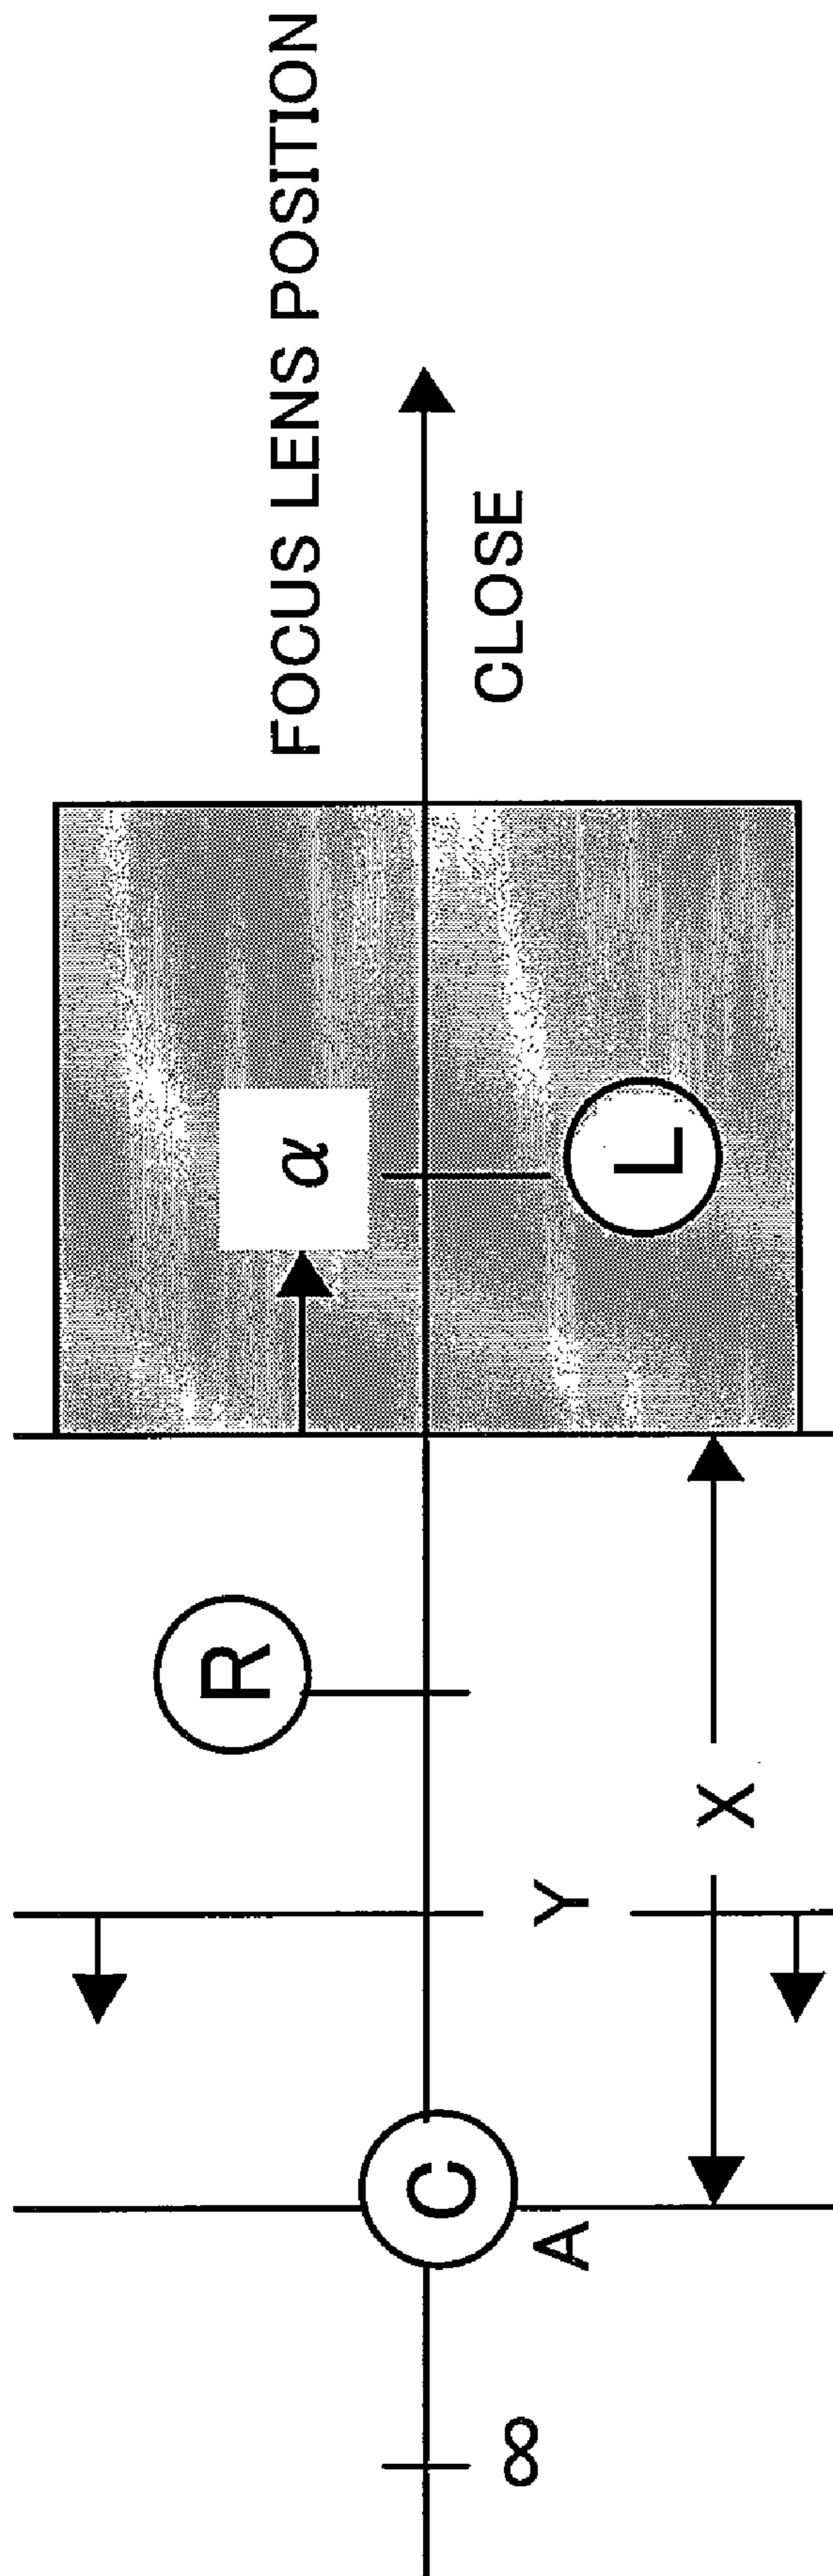 FOCUS LENS POSITION
CLOSE
α
L
R
X
Y
C
A
∞